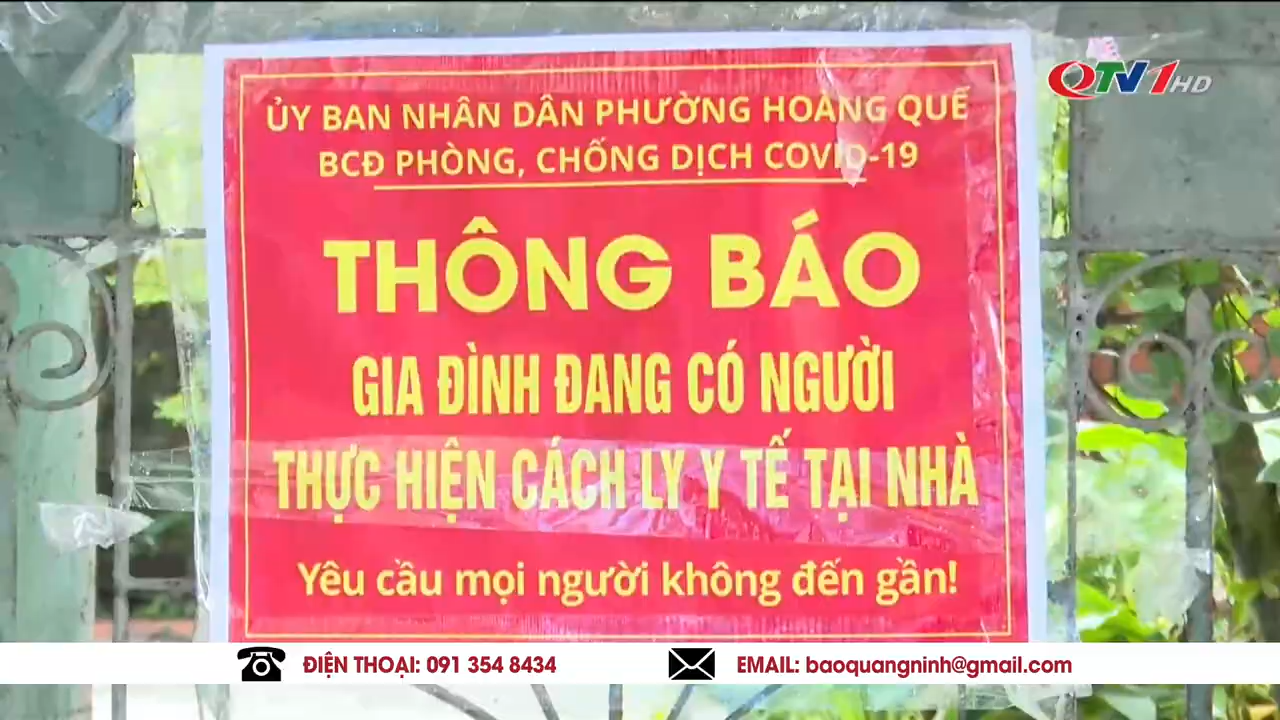 QTV1HD
ỦY BAN NHÂN DÂN PHƯỜNG HOÀNG QUẾ
BCĐ PHÒNG, CHỐNG DỊCH COVID-19
THÔNG BÁO
GIA ĐÌNH ĐANG CÓ NGƯỜI
THỰC HIỆN CÁCH LY Y TẾ TẠI NHÀ
Yêu cầu mọi người không đến gần!
ĐIỆN THOẠI: 091 354 8434
EMAIL: baoquangninh@gmail.com